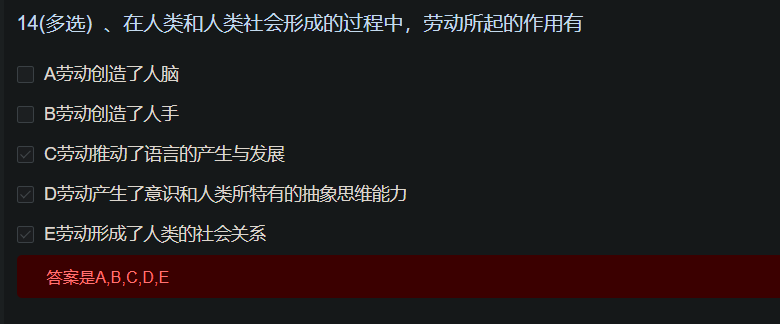 14(多选) 、在人类和人类社会形成的过程中，劳动所起的作用有
A劳动创造了人脑
B劳动创造了人手
C劳动推动了语言的产生与发展
D劳动产生了意识和人类所特有的抽象思维能力
E劳动形成了人类的社会关系
答案是A,B,C,D,E